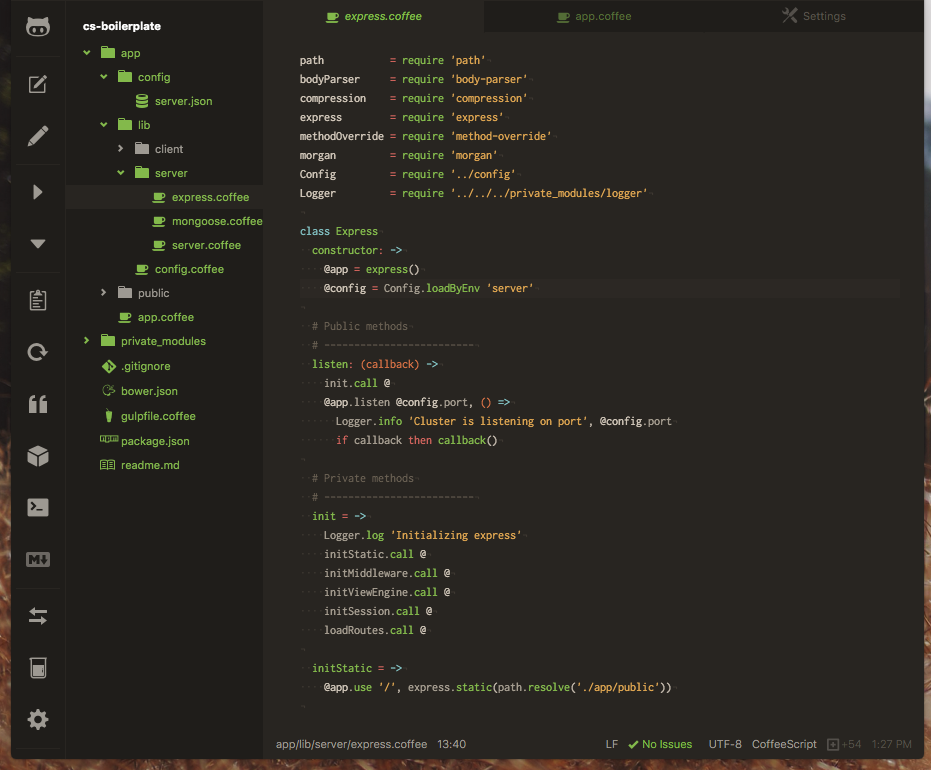 express.coffee
app.coffee
Settings
cs-boilerplate
app
config
server.json
lib
client
server
express.coffee
mongoose.coffee
server.coffee
config.coffee
public
app.coffee
private_modules
.gitignore
bower.json
gulpfile.coffee
package.json
readme.md
path = require 'path'
bodyParser = require 'body-parser'
compression = require 'compression'
express = require 'express'
methodOverride = require 'method-override'
morgan = require 'morgan'
Config = require '../config'
Logger = require '../../../private_modules/logger'
class Express
constructor: ->
@app = express()
@config = Config.loadByEnv 'server'
# Public methods
# -------------------------
listen: (callback) ->
init.call @
@app.listen @config.port, () =>
Logger.info 'Cluster is listening on port', @config.port
if callback then callback()
# Private methods
# -------------------------
init = ->
Logger.log 'Initializing express'
initStatic.call @
initMiddleware.call @
initViewEngine.call @
initSession.call @
loadRoutes.call @
initStatic = ->
@app.use '/', express.static(path.resolve('./app/public'))
app/lib/server/express.coffee 13:40 LF No Issues UTF-8 CoffeeScript +54 1:27 PM